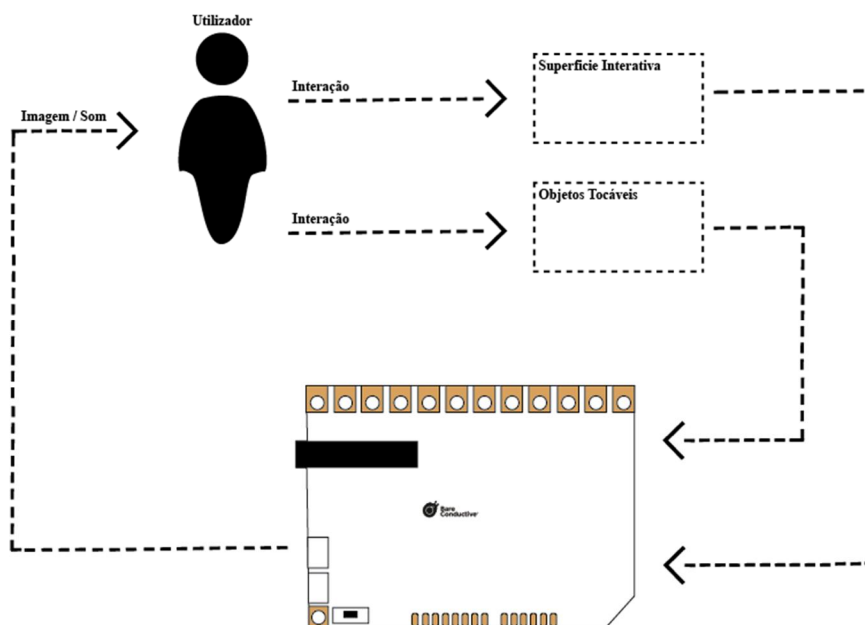 Utilizador
Interação
Superfície Interativa
Imagem / Som
Objetos Tocáveis
Interação
Bare
Conductive